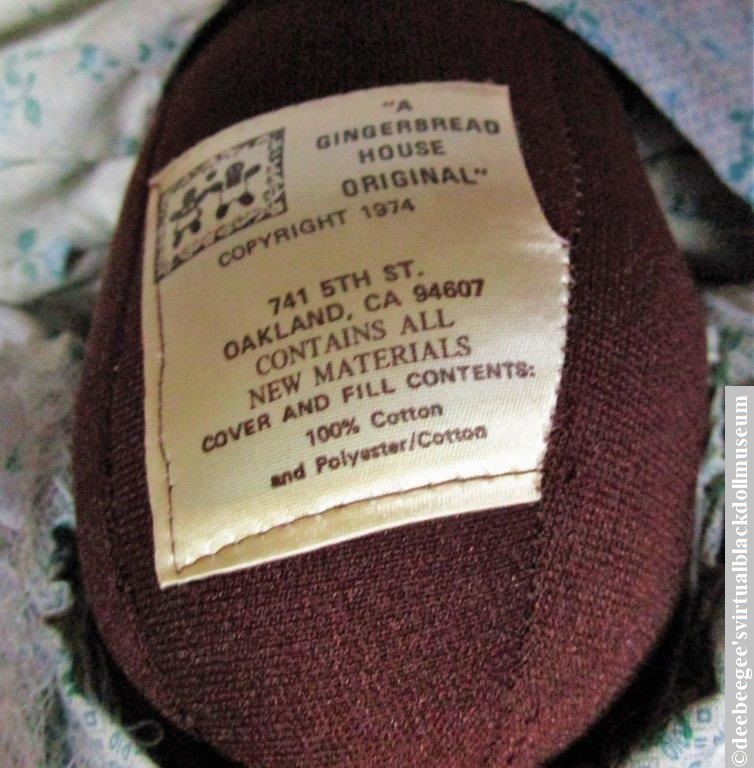 "A
GINGERBREAD
HOUSE
ORIGINAL"
COPYRIGHT 1974
741 5TH ST.
OAKLAND, CA 94607
CONTAINS ALL
NEW MATERIALS
COVER AND FILL CONTENTS:
100% Cotton
and Polyester/Cotton
©deebeegee'svirtualblackdollmuseum